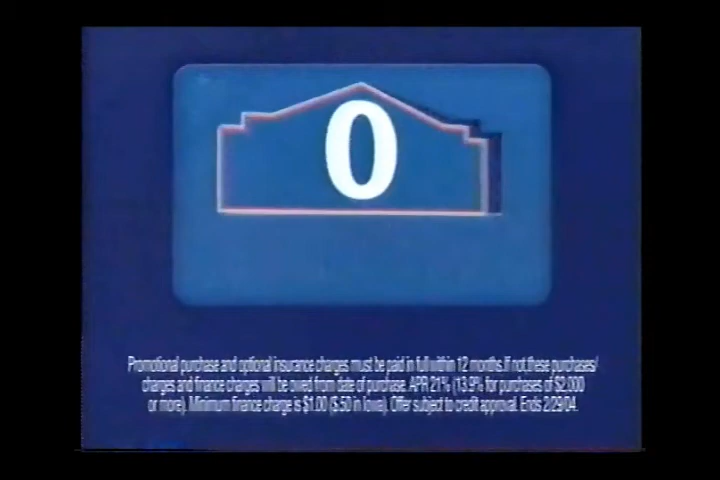 0
Promotional purchase and optional insurance charges must be paid in full within 12 months. If not, these purchases/
charges and finance charges will be owed from date of purchase. APR 21% (13.9% for purchases of $2,000
or more). Minimum finance charge is $1.00 ($.50 in Iowa). Offer subject to credit approval. Ends 2/29/04.